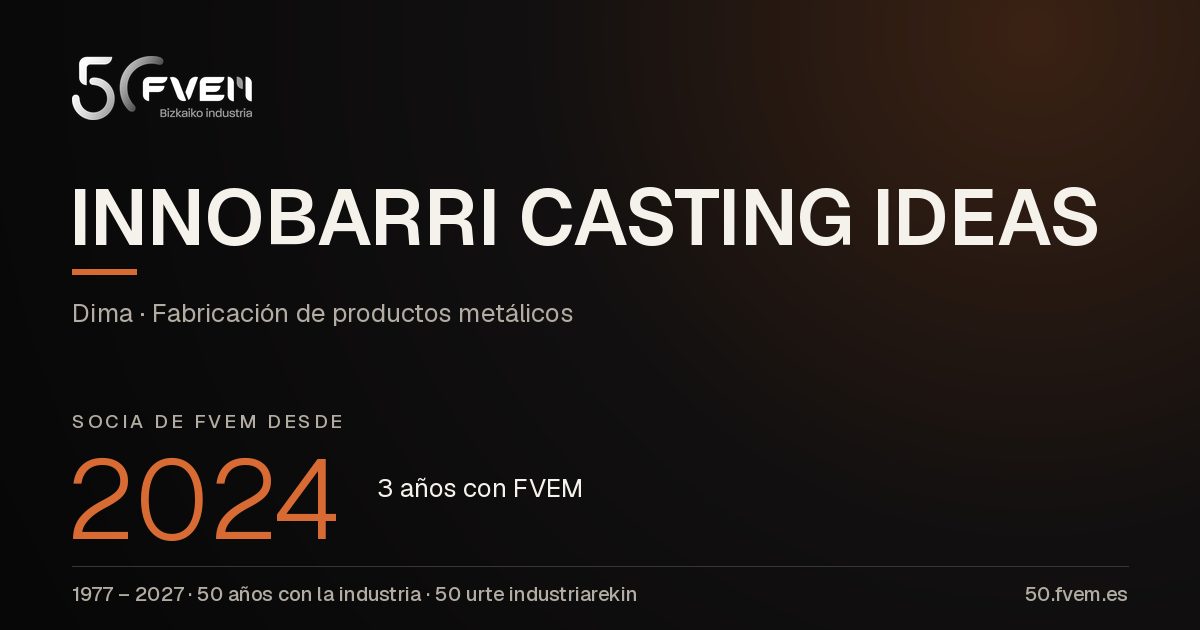 50 FVEM
Bizkaiko industria
INNOBARRI CASTING IDEAS
Dima · Fabricación de productos metálicos
SOCIA DE FVEM DESDE
2024
3 años con FVEM
1977 – 2027 · 50 años con la industria · 50 urte industriarekin
50.fvem.es